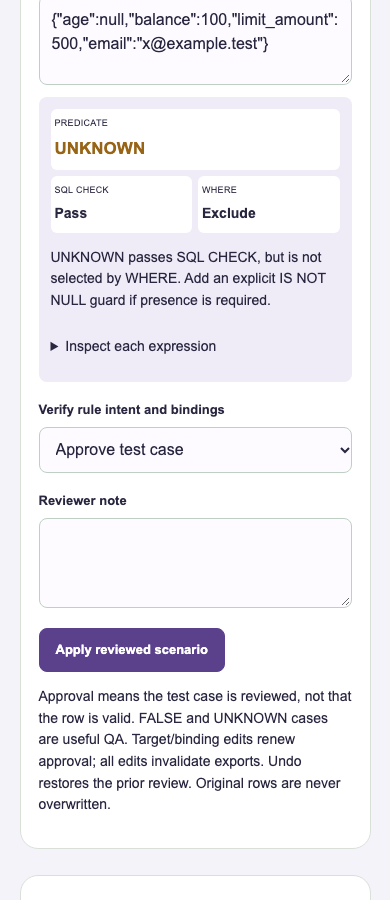 {"age":null,"balance":100,"limit_amount":
500,"email":"x@example.test"}
PREDICATE
UNKNOWN
SQL CHECK
Pass
WHERE
Exclude
UNKNOWN passes SQL CHECK, but is not
selected by WHERE. Add an explicit IS NOT
NULL guard if presence is required.
Inspect each expression
Verify rule intent and bindings
Approve test case
Reviewer note
Apply reviewed scenario
Approval means the test case is reviewed, not that
the row is valid. FALSE and UNKNOWN cases
are useful QA. Target/binding edits renew
approval; all edits invalidate exports. Undo
restores the prior review. Original rows are never
overwritten.